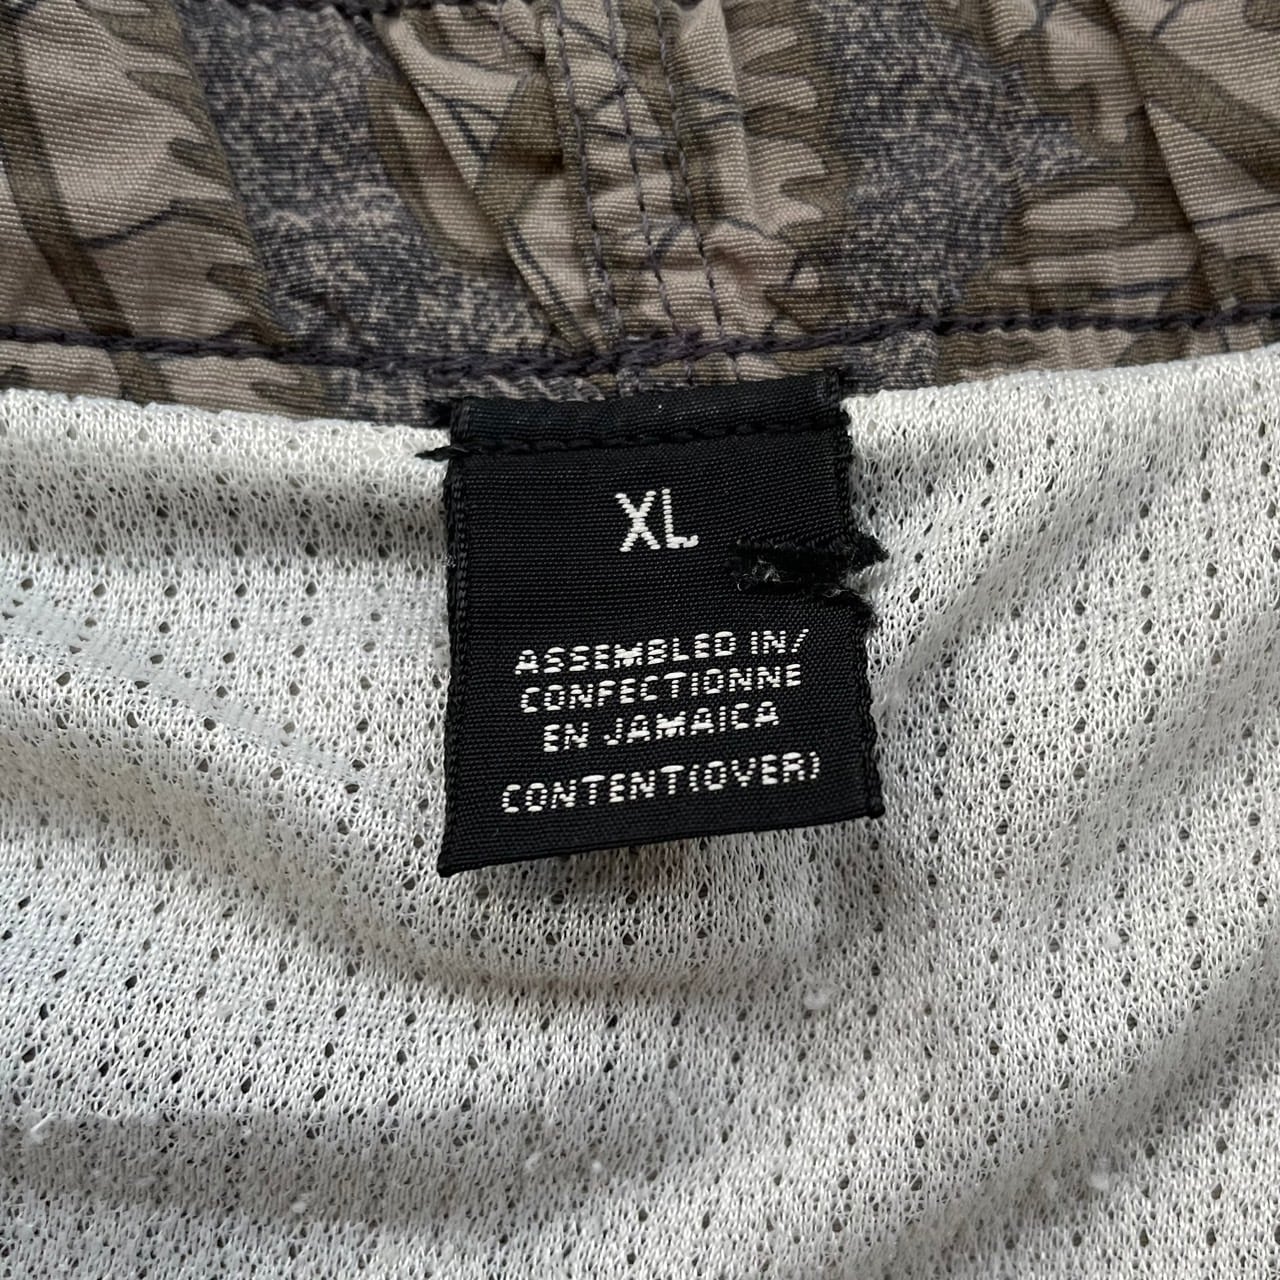 XL
ASSEMBLED IN/
CONFECTIONNE
EN JAMAICA
CONTENT(OVER)